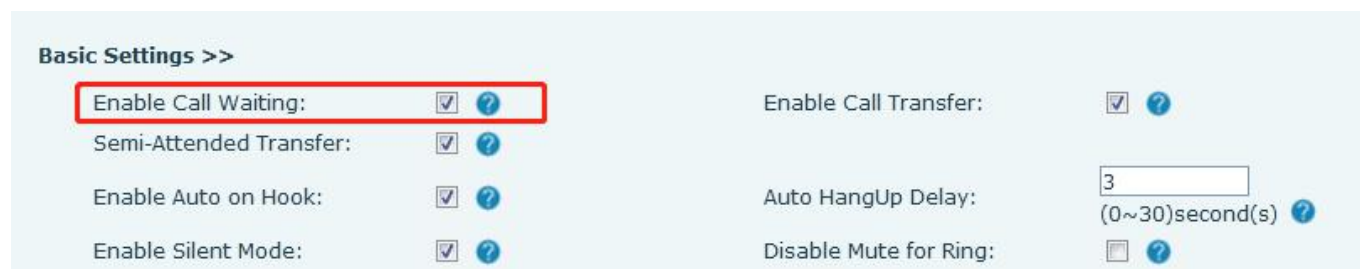 Basic Settings >>
Enable Call Waiting: Enable Call Transfer:
Semi-Attended Transfer:
Enable Auto on Hook: Auto HangUp Delay: 3
(0~30)second(s)
Enable Silent Mode: Disable Mute for Ring: